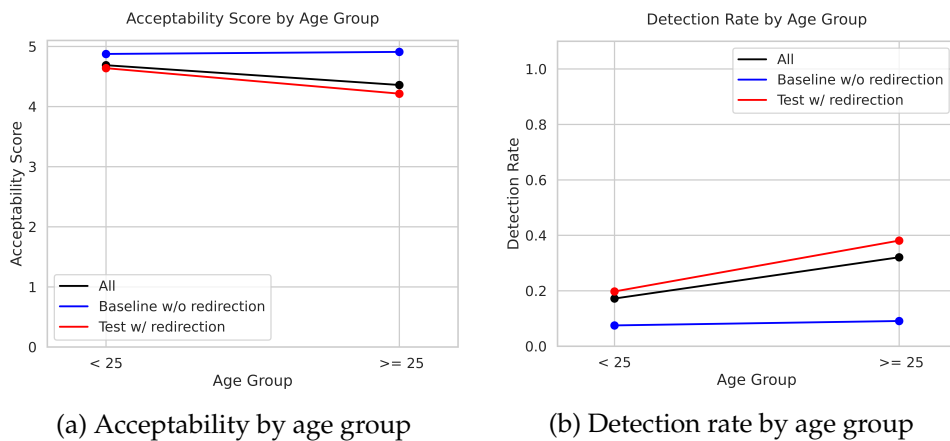 Acceptability Score by Age Group
5
4
3
2
1
0
Acceptability Score
All
Baseline w/o redirection
Test w/ redirection
< 25
>= 25
Age Group
(a) Acceptability by age group
Detection Rate by Age Group
1.0
0.8
0.6
0.4
0.2
0.0
Detection Rate
All
Baseline w/o redirection
Test w/ redirection
< 25
>= 25
Age Group
(b) Detection rate by age group